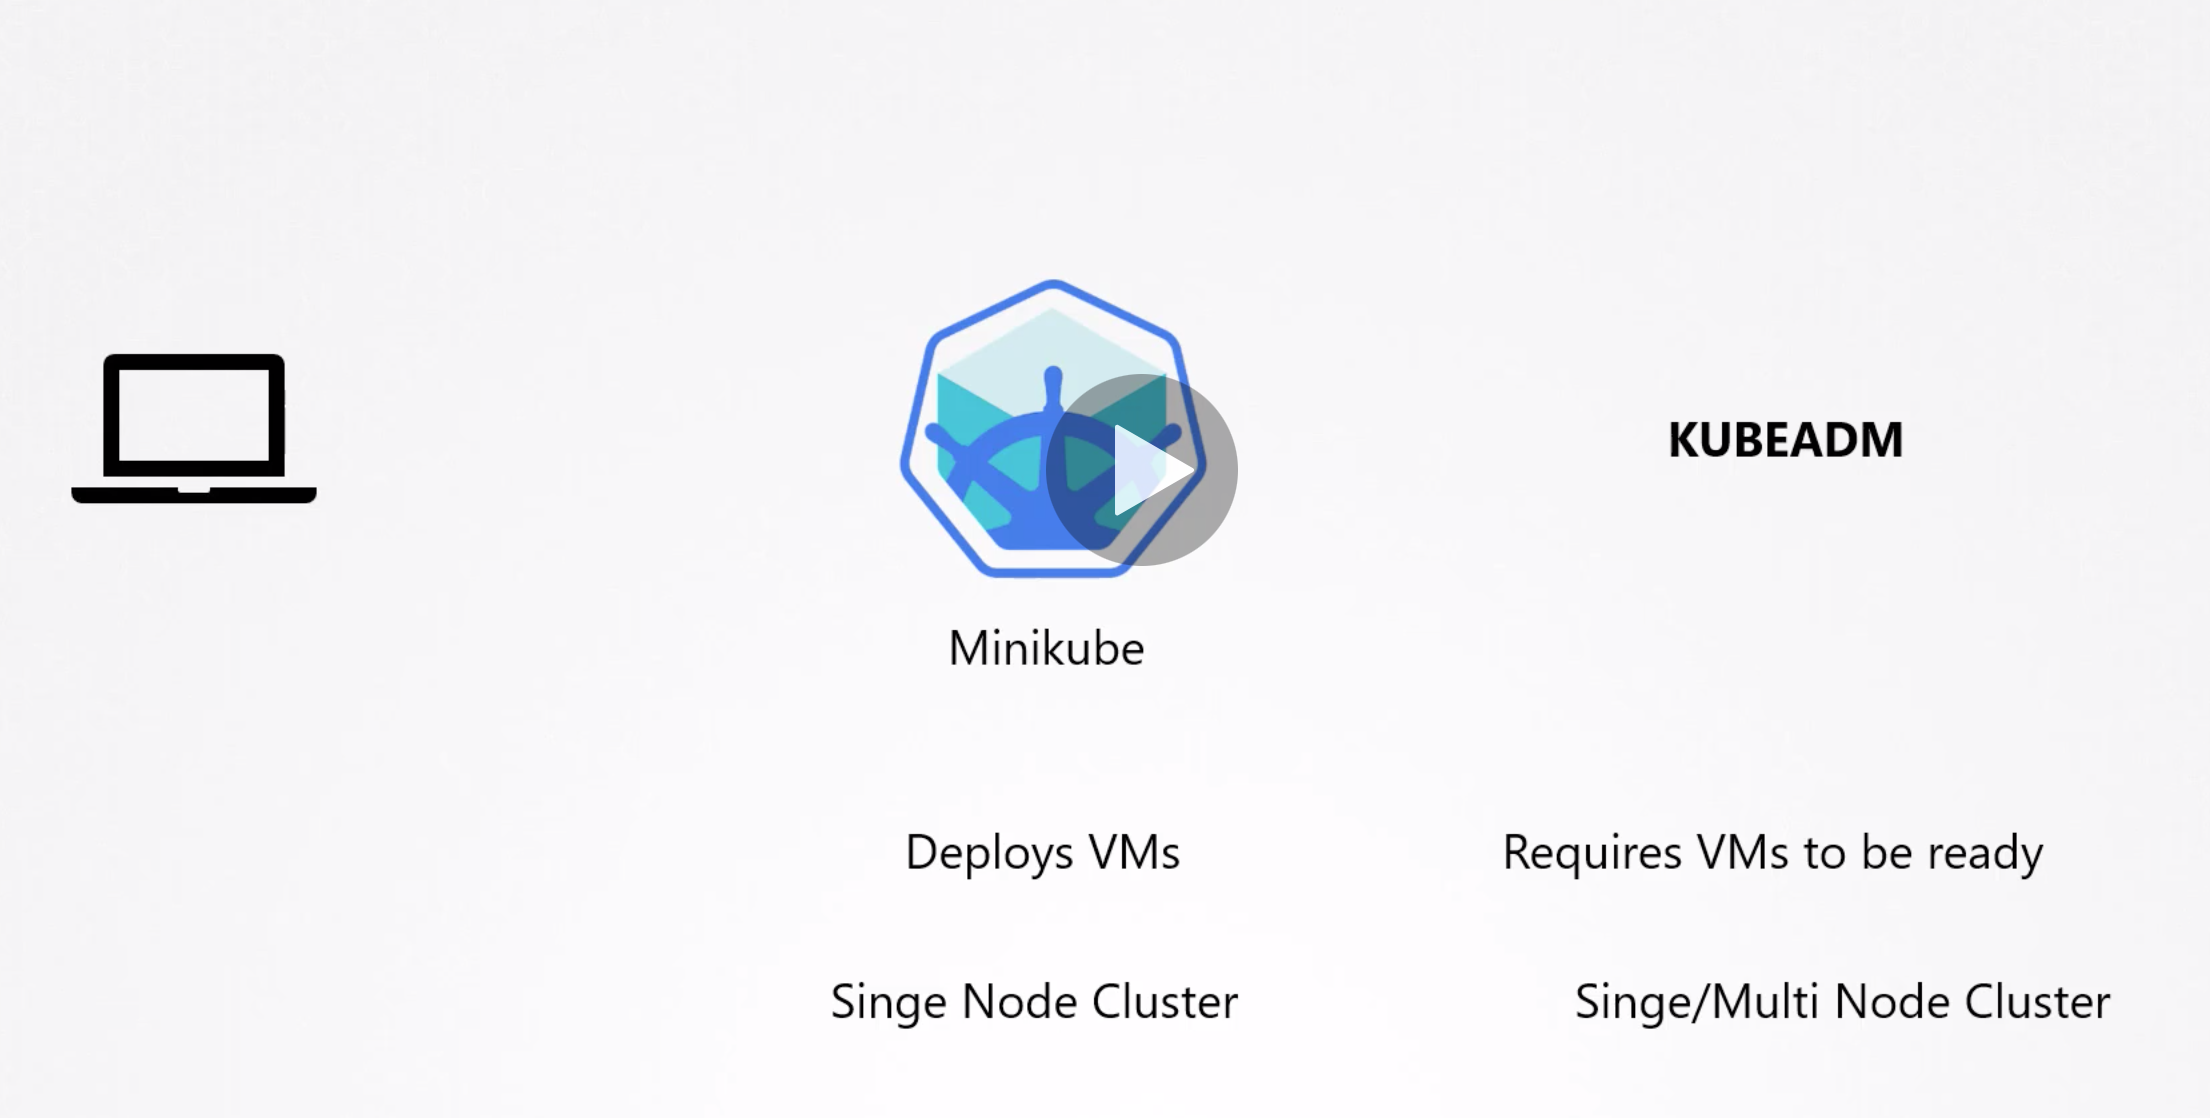 KUBEADM
Minikube
Deploys VMs
Requires VMs to be ready
Singe Node Cluster
Singe/Multi Node Cluster